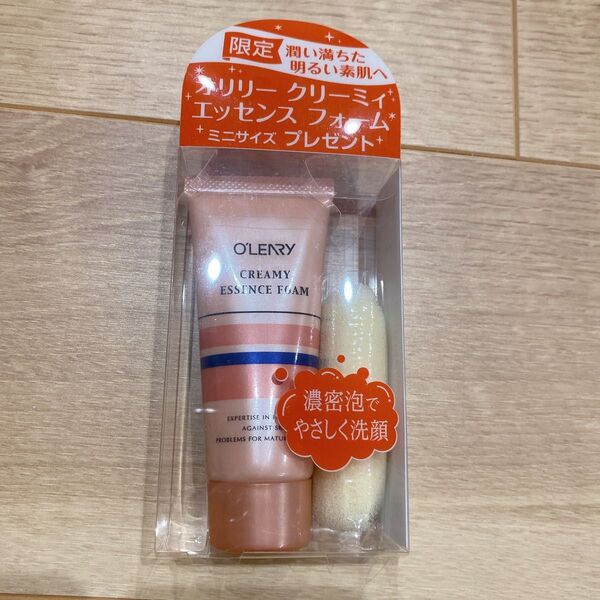 限定
潤い満ちた
明るい素肌へ
オリリー クリーミィ
エッセンス フォーム
ミニサイズ プレゼント
O'LEARY
CREAMY
ESSENCE FOAM
濃密泡で
やさしく洗顔
EXPERTISE IN
AGAINST
PROBLEMS FOR